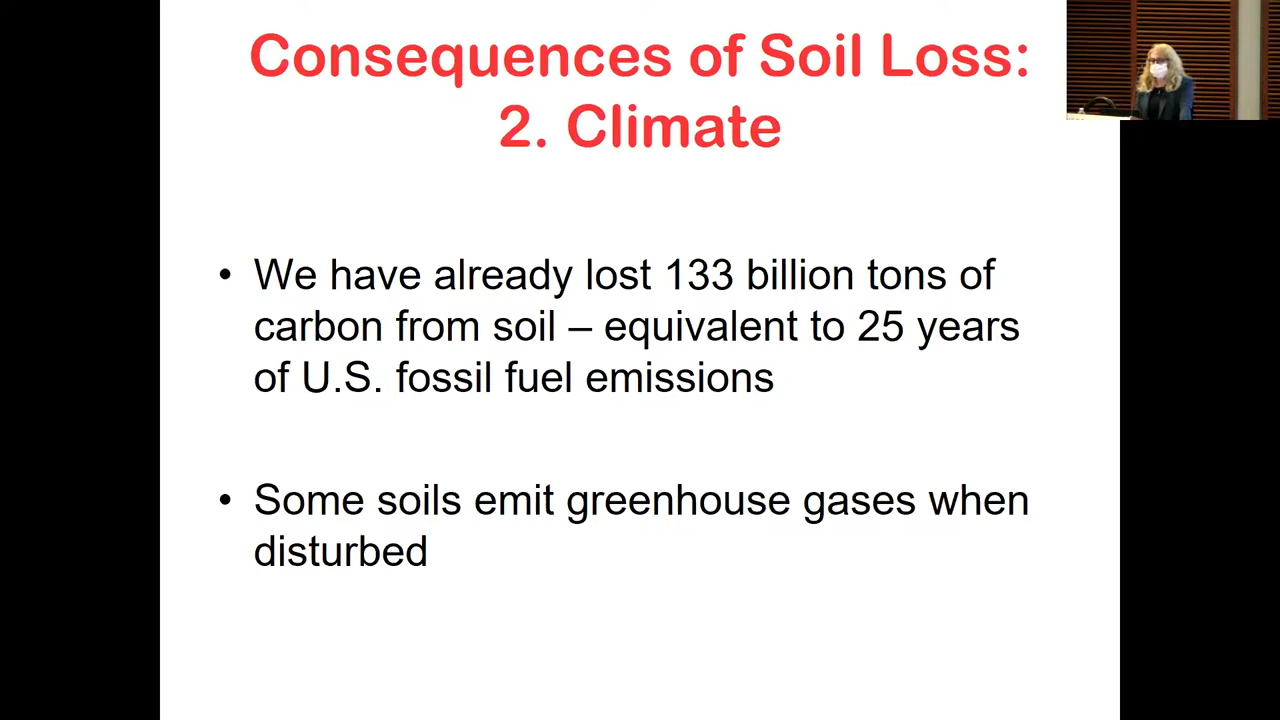 Consequences of Soil Loss:
2. Climate
• We have already lost 133 billion tons of
carbon from soil – equivalent to 25 years
of U.S. fossil fuel emissions
• Some soils emit greenhouse gases when
disturbed